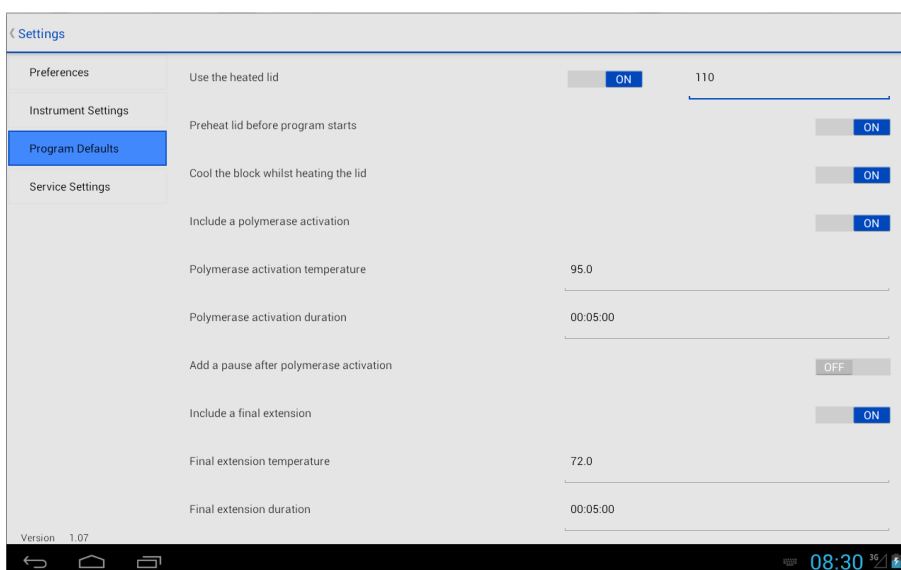 Settings
Preferences
Instrument Settings
Program Defaults
Service Settings
Use the heated lid ON 110
Preheat lid before program starts ON
Cool the block whilst heating the lid ON
Include a polymerase activation ON
Polymerase activation temperature 95.0
Polymerase activation duration 00:05:00
Add a pause after polymerase activation OFF
Include a final extension ON
Final extension temperature 72.0
Final extension duration 00:05:00
Version 1.07
08:30 3G